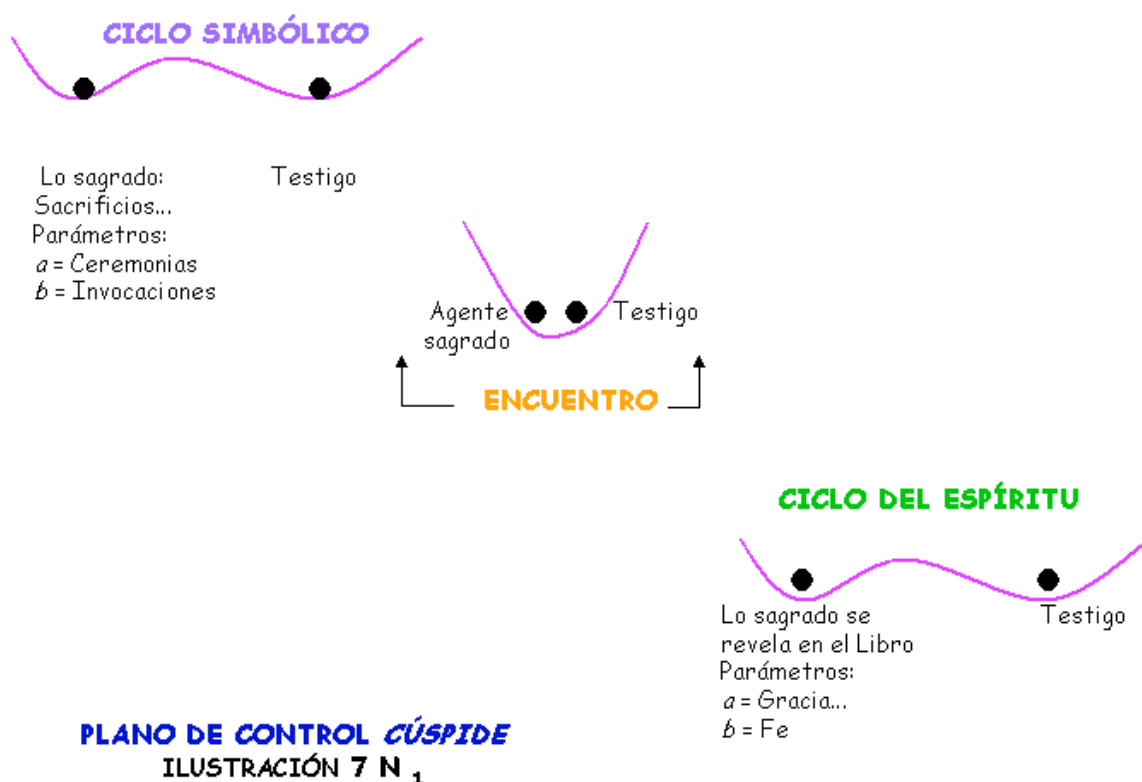 CICLO SIMBÓLICO
Lo sagrado:
Sacrificios...
Parámetros:
a = Ceremonias
b = Invocaciones
Testigo
Agente
sagrado
Testigo
ENCUENTRO
CICLO DEL ESPÍRITU
Lo sagrado se
revela en el Libro
Parámetros:
a = Gracia...
b = Fe
Testigo
PLANO DE CONTROL CÚSPIDE
ILUSTRACIÓN 7 N 1